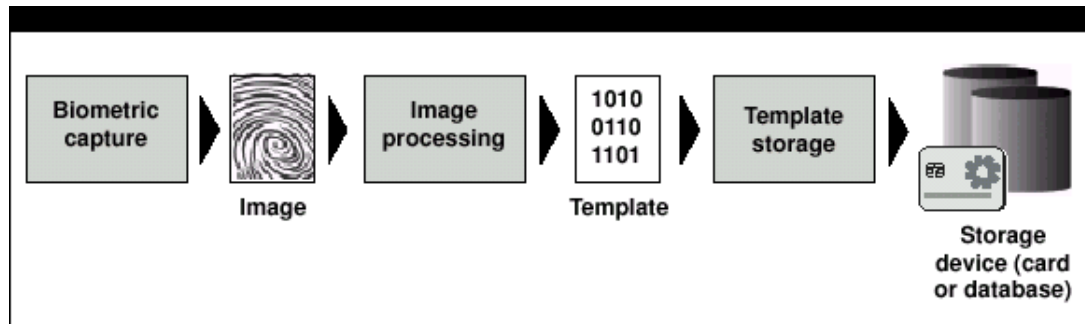 Biometric
capture
Image
Image
processing
1010
0110
1101
Template
Template
storage
Storage
device (card
or database)